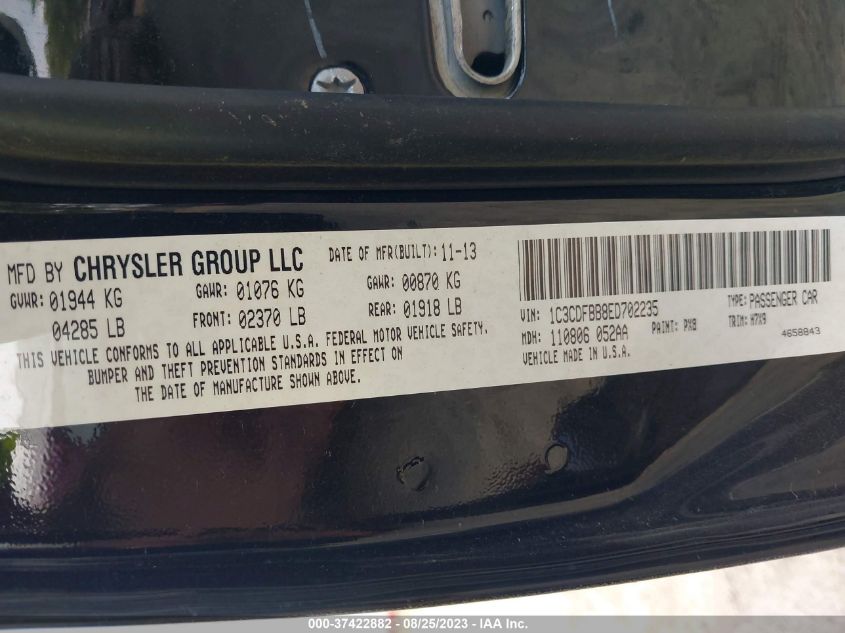 MFD BY CHRYSLER GROUP LLC
DATE OF MFR(BUILT): 11-13
GVWR: 01944 KG
GAWR: 01076 KG
GAWR: 00870 KG
04285 LB
FRONT: 02370 LB
REAR: 01918 LB
THIS VEHICLE CONFORMS TO ALL APPLICABLE U.S.A. FEDERAL MOTOR VEHICLE SAFETY,
BUMPER AND THEFT PREVENTION STANDARDS IN EFFECT ON
THE DATE OF MANUFACTURE SHOWN ABOVE.
VIN: 1C3CDFBB8ED702235
TYPE: PASSENGER CAR
MDH: 110806 052AA
PAINT: PX8
TRIM: H7X9
VEHICLE MADE IN U.S.A.
4658843
000-37422882 - 08/25/2023 - IAA Inc.